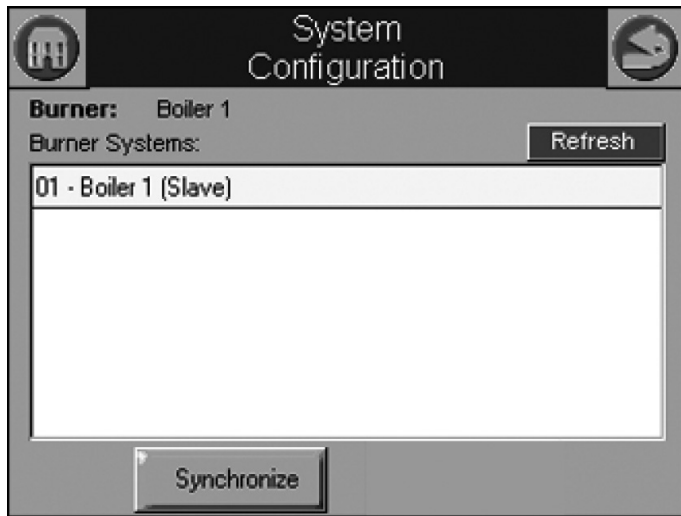 System
Configuration
Burner: Boiler 1
Burner Systems:
Refresh
01 - Boiler 1 (Slave)
Synchronize